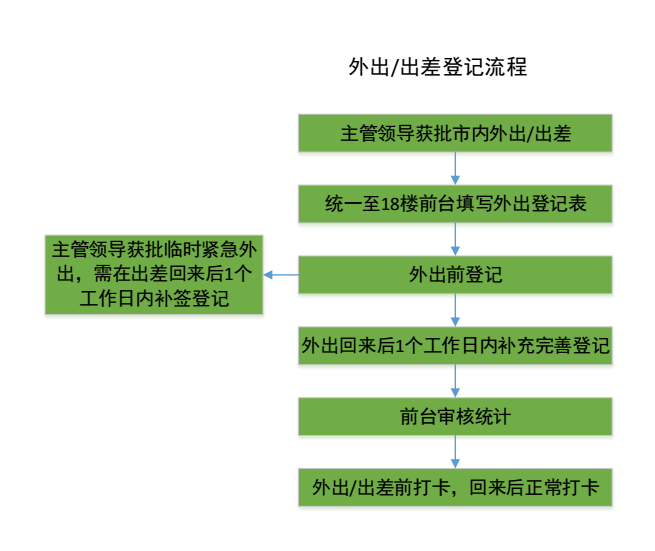 外出/出差登记流程
主管领导获批市内外出/出差
统一至18楼前台填写外出登记表
主管领导获批临时紧急外
出，需在出差回来后1个
工作日内补签登记
外出前登记
外出回来后1个工作日内补充完善登记
前台审核统计
外出/出差前打卡，回来后正常打卡